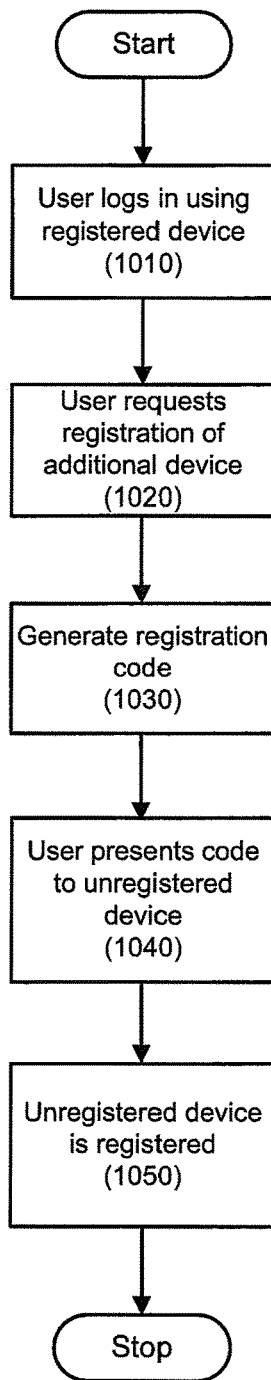 Start
User logs in using
registered device
(1010)
User requests
registration of
additional device
(1020)
Generate registration
code
(1030)
User presents code
to unregistered
device
(1040)
Unregistered device
is registered
(1050)
Stop